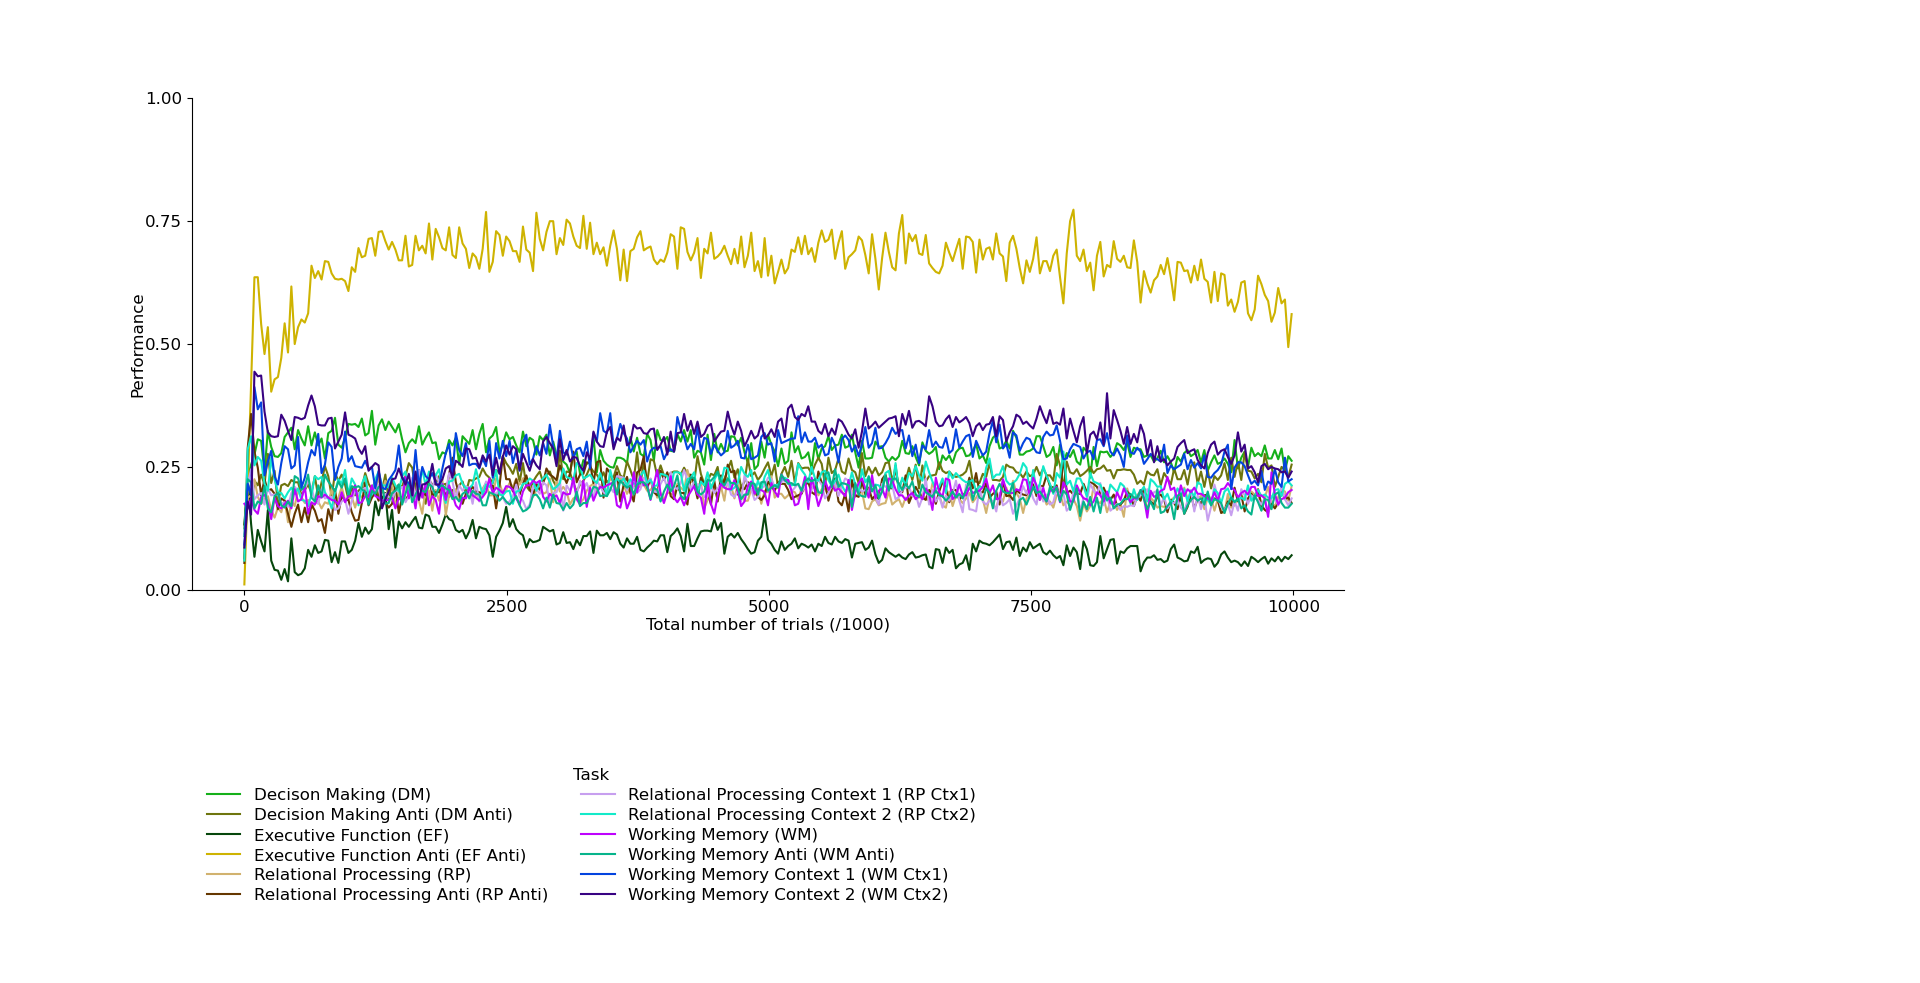 1.00
0.75
0.50
0.25
0.00
Performance
0
2500
5000
7500
10000
Total number of trials (/1000)
Task
Decison Making (DM)
Decision Making Anti (DM Anti)
Executive Function (EF)
Executive Function Anti (EF Anti)
Relational Processing (RP)
Relational Processing Anti (RP Anti)
Relational Processing Context 1 (RP Ctx1)
Relational Processing Context 2 (RP Ctx2)
Working Memory (WM)
Working Memory Anti (WM Anti)
Working Memory Context 1 (WM Ctx1)
Working Memory Context 2 (WM Ctx2)